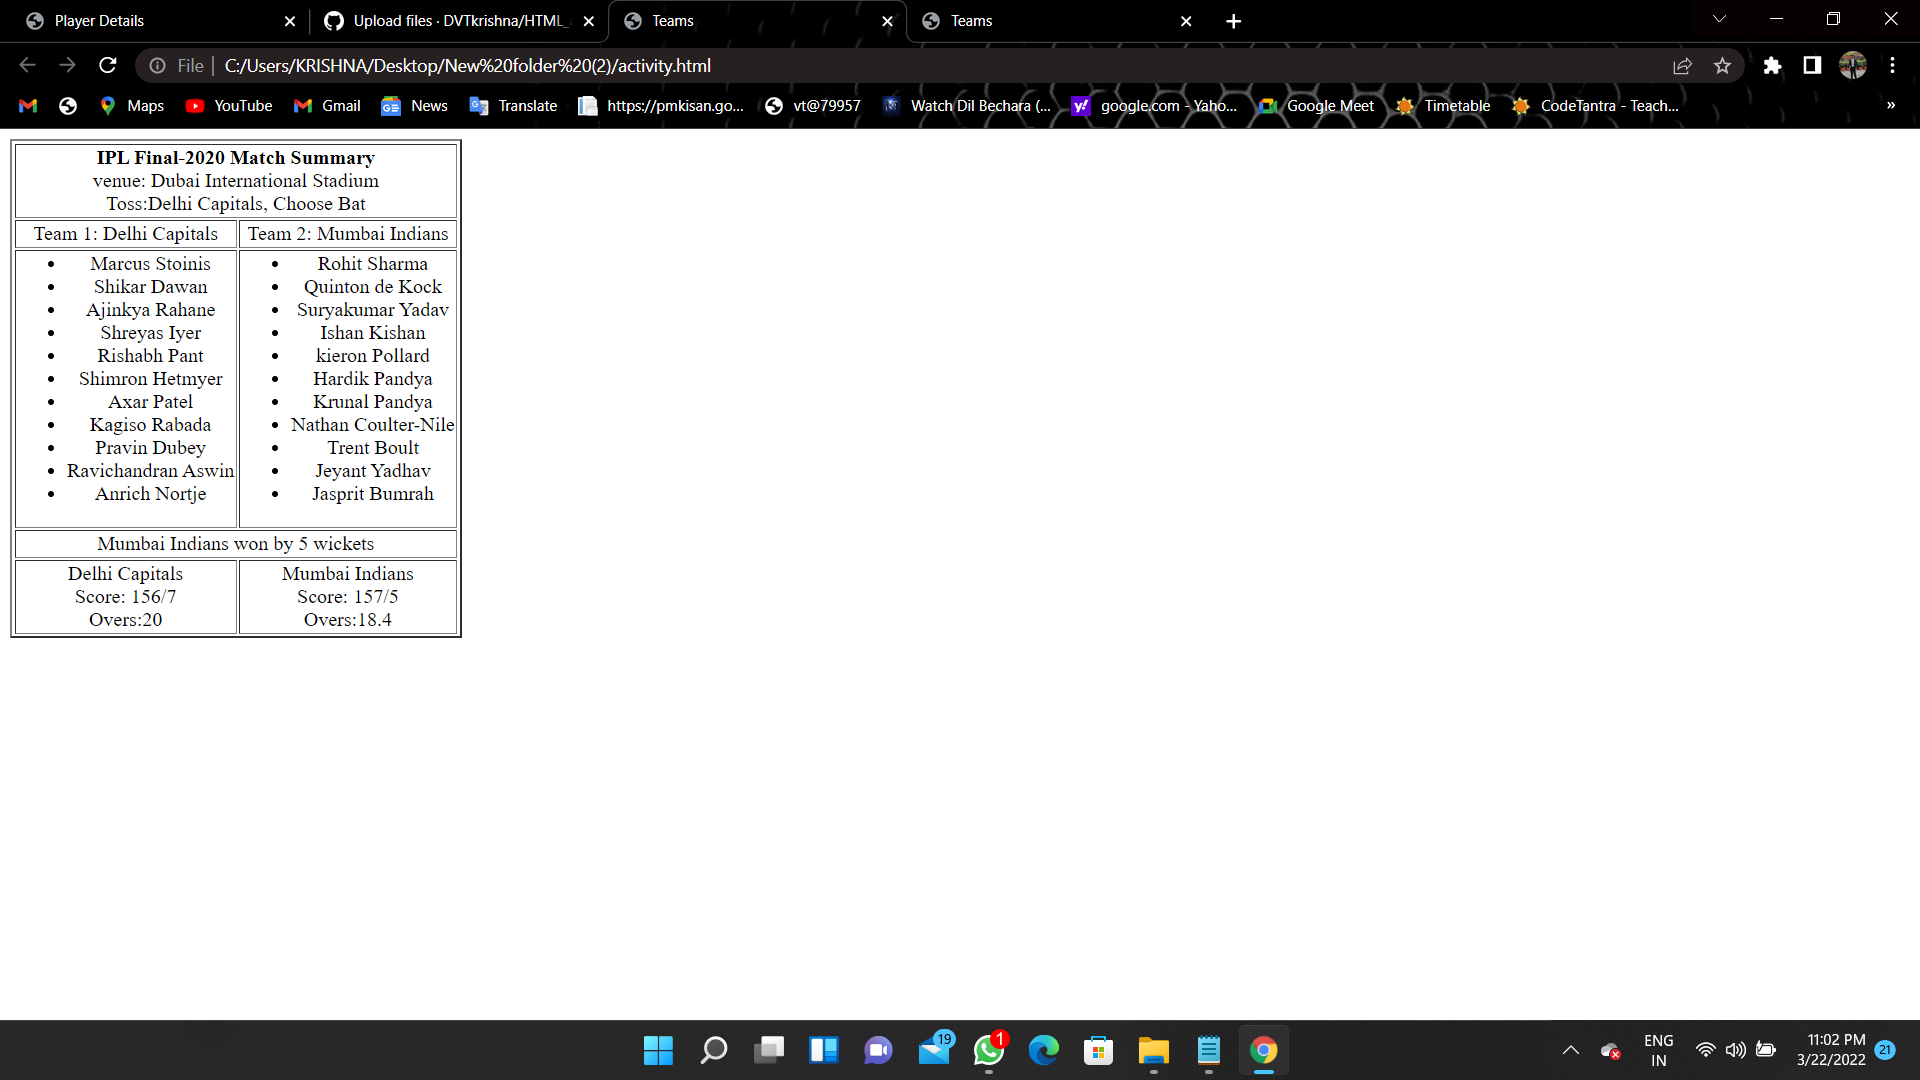 Player Details
Upload files · DVTkrishna/HTML_
Teams
Teams
File | C:/Users/KRISHNA/Desktop/New%20folder%20(2)/activity.html
Maps
YouTube
Gmail
News
Translate
https://pmkisan.go...
vt@79957
Watch Dil Bechara (...
google.com - Yaho...
Google Meet
Timetable
CodeTantra - Teach...
»
IPL Final-2020 Match Summary
venue: Dubai International Stadium
Toss:Delhi Capitals, Choose Bat
Team 1: Delhi Capitals
Team 2: Mumbai Indians
• Marcus Stoinis
• Shikar Dawan
• Ajinkya Rahane
• Shreyas Iyer
• Rishabh Pant
• Shimron Hetmyer
• Axar Patel
• Kagiso Rabada
• Pravin Dubey
• Ravichandran Aswin
• Anrich Nortje
• Rohit Sharma
• Quinton de Kock
• Suryakumar Yadav
• Ishan Kishan
• kieron Pollard
• Hardik Pandya
• Krunal Pandya
• Nathan Coulter-Nile
• Trent Boult
• Jeyant Yadhav
• Jasprit Bumrah
Mumbai Indians won by 5 wickets
Delhi Capitals
Score: 156/7
Overs:20
Mumbai Indians
Score: 157/5
Overs:18.4
19
1
ENG
IN
11:02 PM
3/22/2022
21